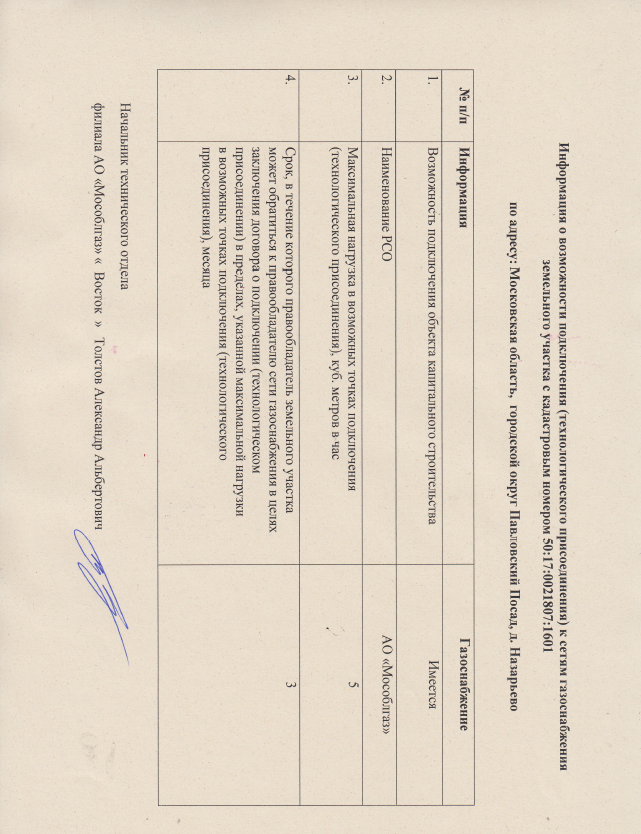 Информация о возможности подключения (технологического присоединения) к сетям газоснабжения
земельного участка с кадастровым номером 50:17:0021807:1601
по адресу: Московская область, городской округ Павловский Посад, д. Назарьево
№ п/п Информация Газоснабжение
1. Возможность подключения объекта капитального строительства Имеется
2. Наименование РСО АО «Мособлгаз»
3. Максимальная нагрузка в возможных точках подключения
(технологического присоединения), куб. метров в час 5
4. Срок, в течение которого правообладатель земельного участка
может обратиться к правообладателю сети газоснабжения в целях
заключения договора о подключении (технологическом
присоединении) в пределах, указанной максимальной нагрузки
в возможных точках подключения (технологического
присоединения), месяца 3
Начальник технического отдела
филиала АО «Мособлгаз» « Восток » Толстов Александр Альбертович